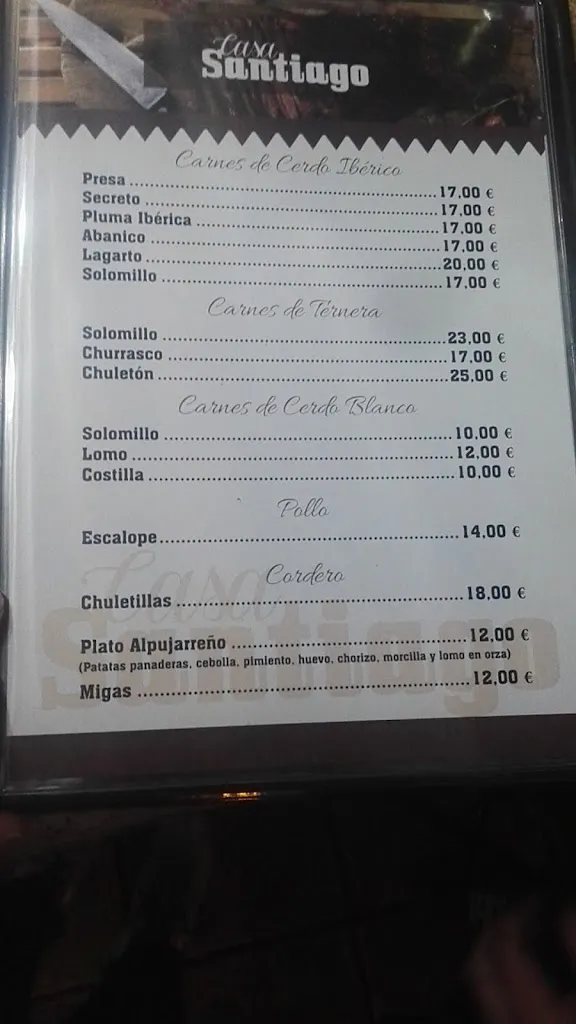 Casa
Santiago
Carnes de Cerdo Ibérico
Presa ........ 17,00 €
Secreto ........ 17,00 €
Pluma Ibérica ........ 17,00 €
Abanico ........ 17,00 €
Lagarto ........ 20,00 €
Solomillo ........ 17,00 €
Carnes de Térnera
Solomillo ........ 23,00 €
Churrasco ........ 17,00 €
Chuletón ........ 25,00 €
Carnes de Cerdo Blanco
Solomillo ........ 10,00 €
Lomo ........ 12,00 €
Costilla ........ 10,00 €
Pollo
Escalope ........ 14,00 €
Cordero
Chuletillas ........ 18,00 €
Plato Alpujarreño ........ 12,00 €
(Patatas panaderas, cebolla, pimiento, huevo, chorizo, morcilla y lomo en orza)
Migas ........ 12,00 €
Casa
Santiago